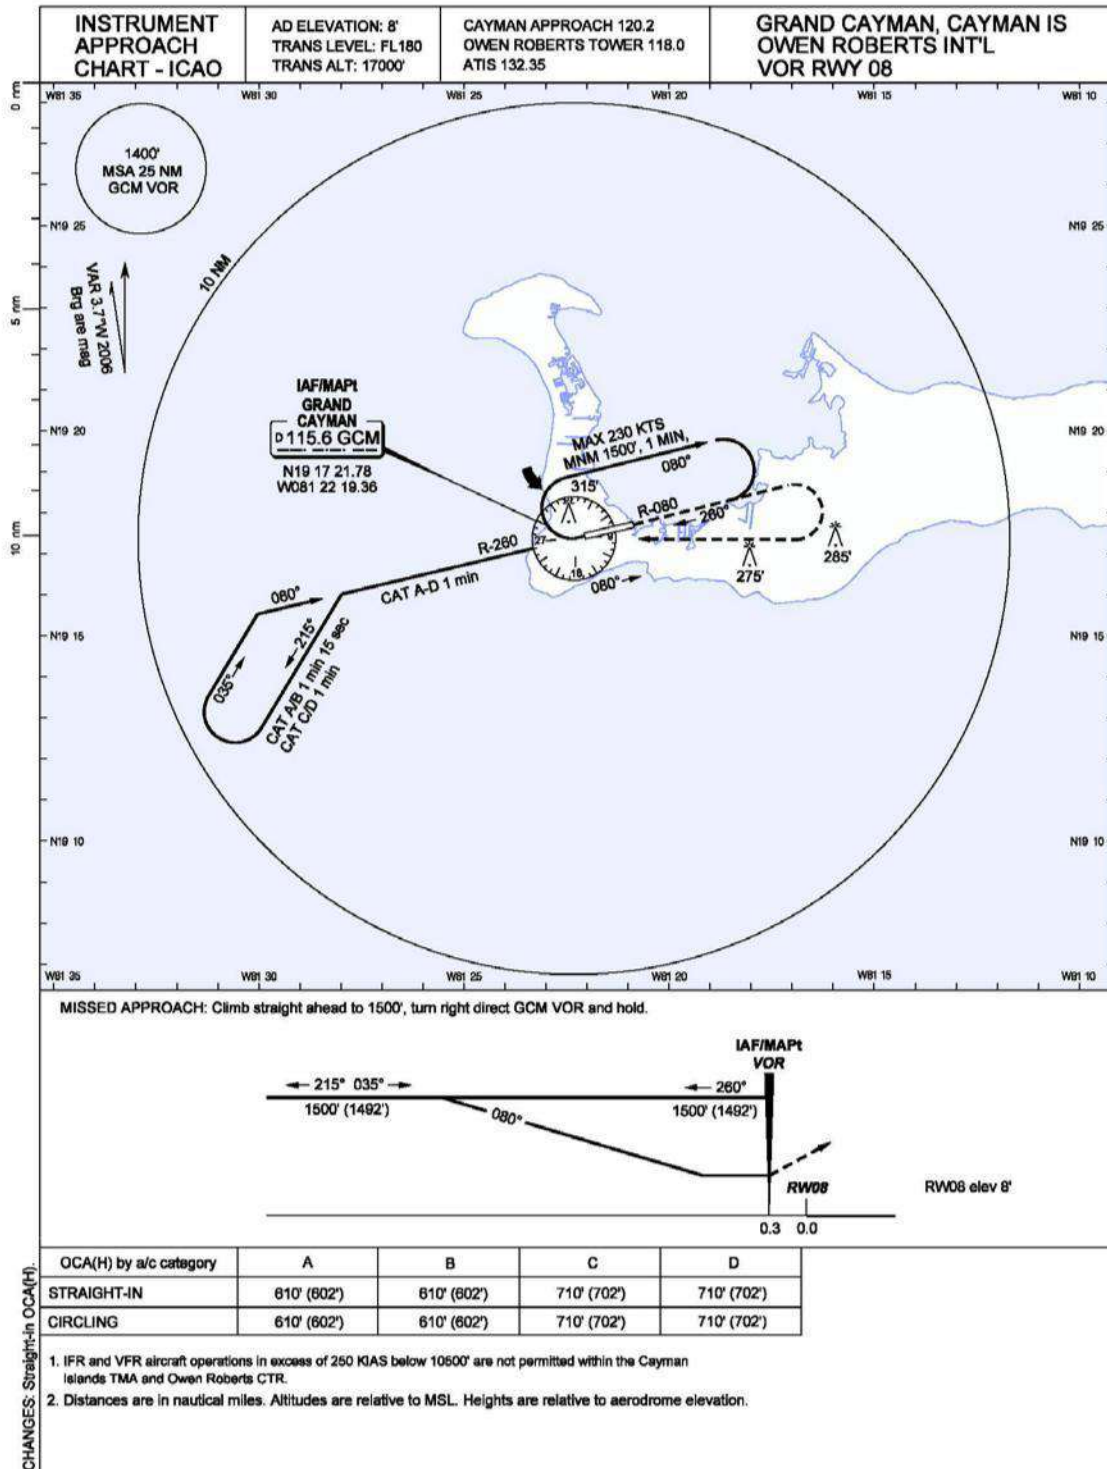 INSTRUMENT
APPROACH
CHART - ICAO
AD ELEVATION: 8'
TRANS LEVEL: FL180
TRANS ALT: 17000'
CAYMAN APPROACH 120.2
OWEN ROBERTS TOWER 118.0
ATIS 132.35
GRAND CAYMAN, CAYMAN IS
OWEN ROBERTS INT'L
VOR RWY 08
0 nm
5 nm
10 nm
W81 35
W81 30
W81 25
W81 20
W81 15
W81 10
1400'
MSA 25 NM
GCM VOR
N19 25
N19 25
10 NM
VAR 3.7°W 2006
Brg are mag
IAF/MAPt
GRAND
CAYMAN
D 115.6 GCM
N19 17 21.78
W081 22 19.36
N19 20
N19 20
MAX 230 KTS
MNM 1500', 1 MIN,
080°
315'
R-080
260°
27
9
18
285'
275'
080°
R-260
CAT A-D 1 min
080°
215°
035°
CAT A/B 1 min 15 sec
CAT C/D 1 min
N19 15
N19 15
N19 10
N19 10
W81 35
W81 30
W81 25
W81 20
W81 15
W81 10
MISSED APPROACH: Climb straight ahead to 1500', turn right direct GCM VOR and hold.
IAF/MAPt
VOR
215° 035°
260°
1500' (1492')
1500' (1492')
080°
RW08
RW08 elev 8'
0.3 0.0
OCA(H) by a/c category A B C D
STRAIGHT-IN 610' (602') 610' (602') 710' (702') 710' (702')
CIRCLING 610' (602') 610' (602') 710' (702') 710' (702')
1. IFR and VFR aircraft operations in excess of 250 KIAS below 10500' are not permitted within the Cayman
Islands TMA and Owen Roberts CTR.
2. Distances are in nautical miles. Altitudes are relative to MSL. Heights are relative to aerodrome elevation.
CHANGES: Straight-in OCA(H).